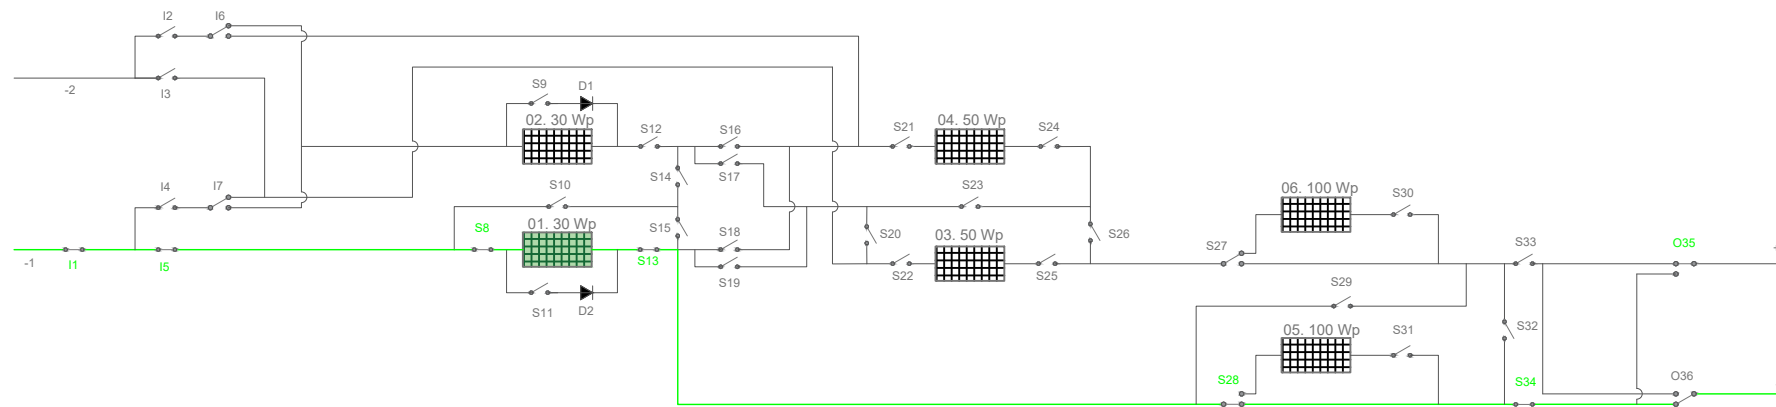 I2
I6
-2
I3
S9
D1
02. 30 Wp
S12
S16
S17
S14
04. 50 Wp
S21
S24
I4
I7
S10
S23
06. 100 Wp
S30
-1
I1
I5
S8
01. 30 Wp
S13
S15
S18
S19
S20
03. 50 Wp
S22
S25
S26
S27
S33
O35
S11
D2
S29
05. 100 Wp
S31
S32
S28
S34
O36